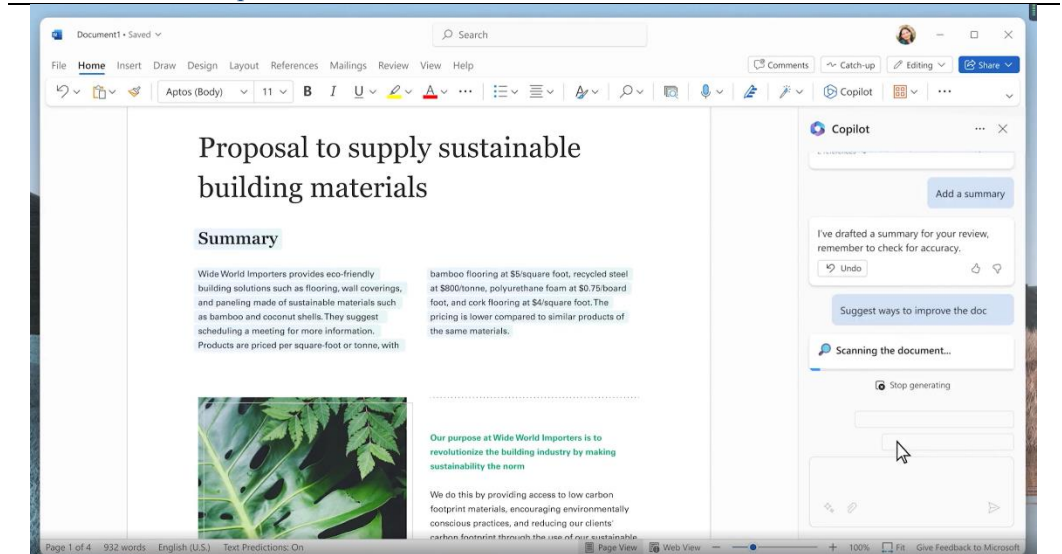 Document1 • Saved
Search
File Home Insert Draw Design Layout References Mailings Review View Help
Comments Catch-up Editing Share
Aptos (Body) 11 B I U A Copilot
Proposal to supply sustainable
building materials
Summary
Wide World Importers provides eco-friendly
building solutions such as flooring, wall coverings,
and paneling made of sustainable materials such
as bamboo and coconut shells. They suggest
scheduling a meeting for more information.
Products are priced per square-foot or tonne, with
bamboo flooring at $5/square foot, recycled steel
at $800/tonne, polyurethane foam at $0.75/board
foot, and cork flooring at $4/square foot. The
pricing is lower compared to similar products of
the same materials.
Our purpose at Wide World Importers is to
revolutionize the building industry by making
sustainability the norm
We do this by providing access to low carbon
footprint materials, encouraging environmentally
conscious practices, and reducing our clients'
carbon footprint through the use of our sustainable
Copilot
Add a summary
I've drafted a summary for your review,
remember to check for accuracy.
Undo
Suggest ways to improve the doc
Scanning the document...
Stop generating
Page 1 of 4 932 words English (U.S.) Text Predictions: On Page View Web View 100% Fit Give Feedback to Microsoft